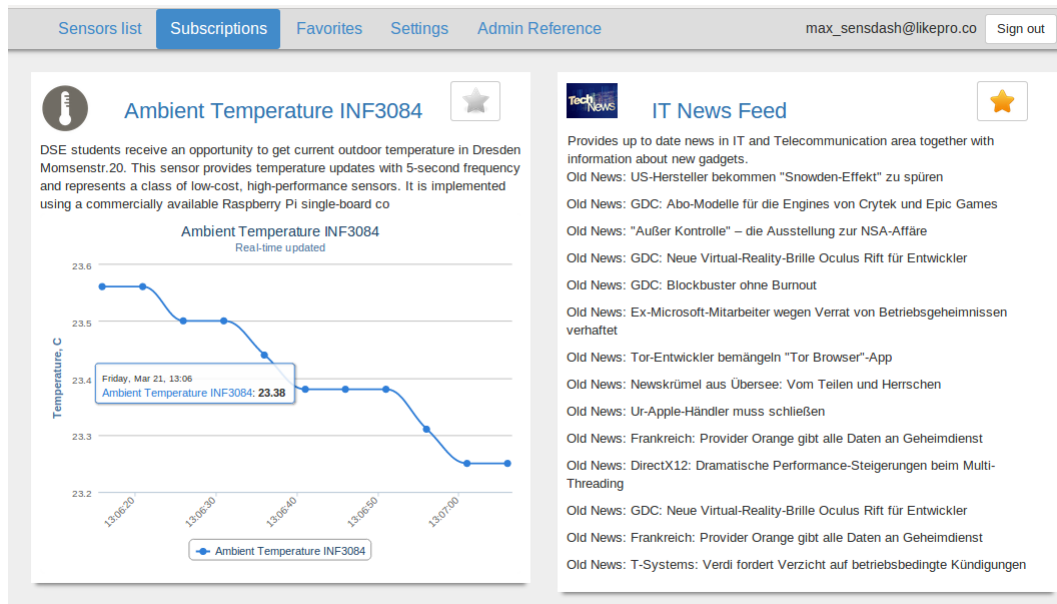 Sensors list Subscriptions Favorites Settings Admin Reference max_sensdash@likepro.co Sign out
Ambient Temperature INF3084
DSE students receive an opportunity to get current outdoor temperature in Dresden
Momsenstr.20. This sensor provides temperature updates with 5-second frequency
and represents a class of low-cost, high-performance sensors. It is implemented
using a commercially available Raspberry Pi single-board co
Ambient Temperature INF3084
Real-time updated
Temperature, C
23.6
23.5
23.4
23.3
23.2
Friday, Mar 21, 13:06
Ambient Temperature INF3084: 23.38
13:06:20 13:06:30 13:06:40 13:06:50 13:07:00
Ambient Temperature INF3084
Tech News
IT News Feed
Provides up to date news in IT and Telecommunication area together with
information about new gadgets.
Old News: US-Hersteller bekommen "Snowden-Effekt" zu spüren
Old News: GDC: Abo-Modelle für die Engines von Crytek und Epic Games
Old News: "Außer Kontrolle" – die Ausstellung zur NSA-Affäre
Old News: GDC: Neue Virtual-Reality-Brille Oculus Rift für Entwickler
Old News: GDC: Blockbuster ohne Burnout
Old News: Ex-Microsoft-Mitarbeiter wegen Verrat von Betriebsgeheimnissen
verhaftet
Old News: Tor-Entwickler bemängeln "Tor Browser"-App
Old News: Newskrümel aus Übersee: Vom Teilen und Herrschen
Old News: Ur-Apple-Händler muss schließen
Old News: Frankreich: Provider Orange gibt alle Daten an Geheimdienst
Old News: DirectX12: Dramatische Performance-Steigerungen beim Multi-
Threading
Old News: GDC: Neue Virtual-Reality-Brille Oculus Rift für Entwickler
Old News: Frankreich: Provider Orange gibt alle Daten an Geheimdienst
Old News: T-Systems: Verdi fordert Verzicht auf betriebsbedingte Kündigungen